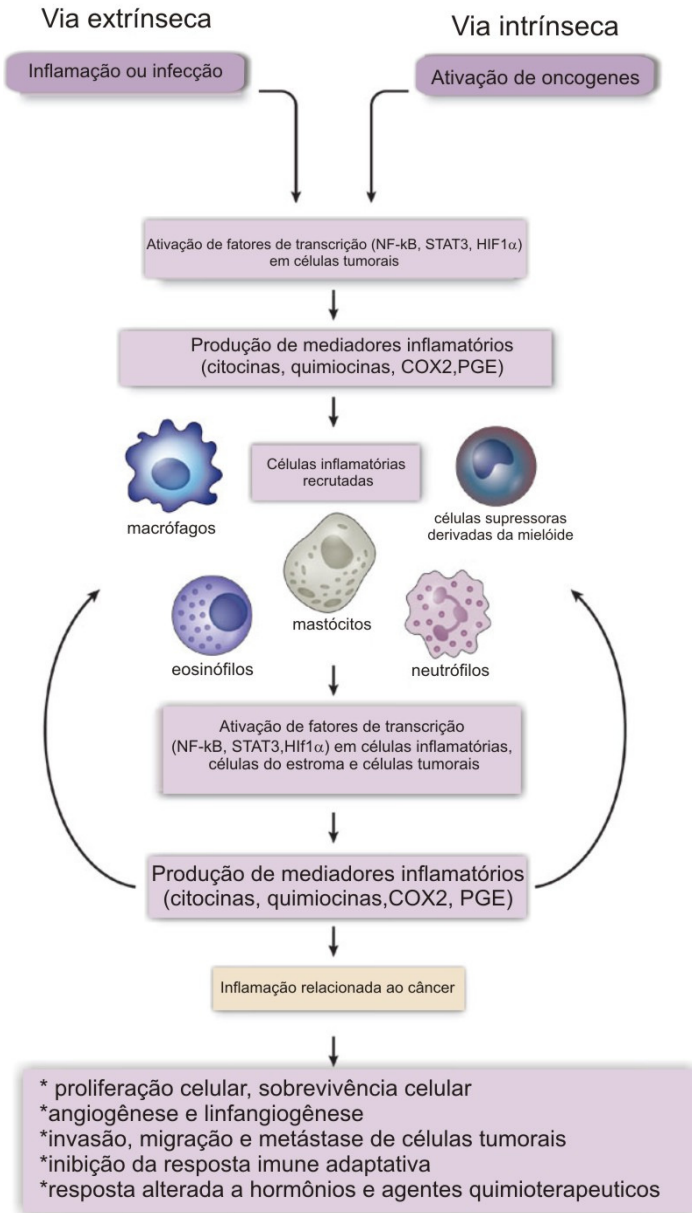 Via extrínseca
Via intrínseca
Inflamação ou infecção
Ativação de oncogenes
Ativação de fatores de transcrição (NF-kB, STAT3, HIF1α)
em células tumorais
Produção de mediadores inflamatórios
(citocinas, quimiocinas, COX2,PGE)
Células inflamatórias
recrutadas
macrófagos
células supressoras
derivadas da mielóide
mastócitos
eosinófilos
neutrófilos
Ativação de fatores de transcrição
(NF-kB, STAT3,HIf1α) em células inflamatórias,
células do estroma e células tumorais
Produção de mediadores inflamatórios
(citocinas, quimiocinas,COX2, PGE)
Inflamação relacionada ao câncer
* proliferação celular, sobrevivência celular
*angiogênese e linfangiogênese
*invasão, migração e metástase de células tumorais
*inibição da resposta imune adaptativa
*resposta alterada a hormônios e agentes quimioterapeuticos